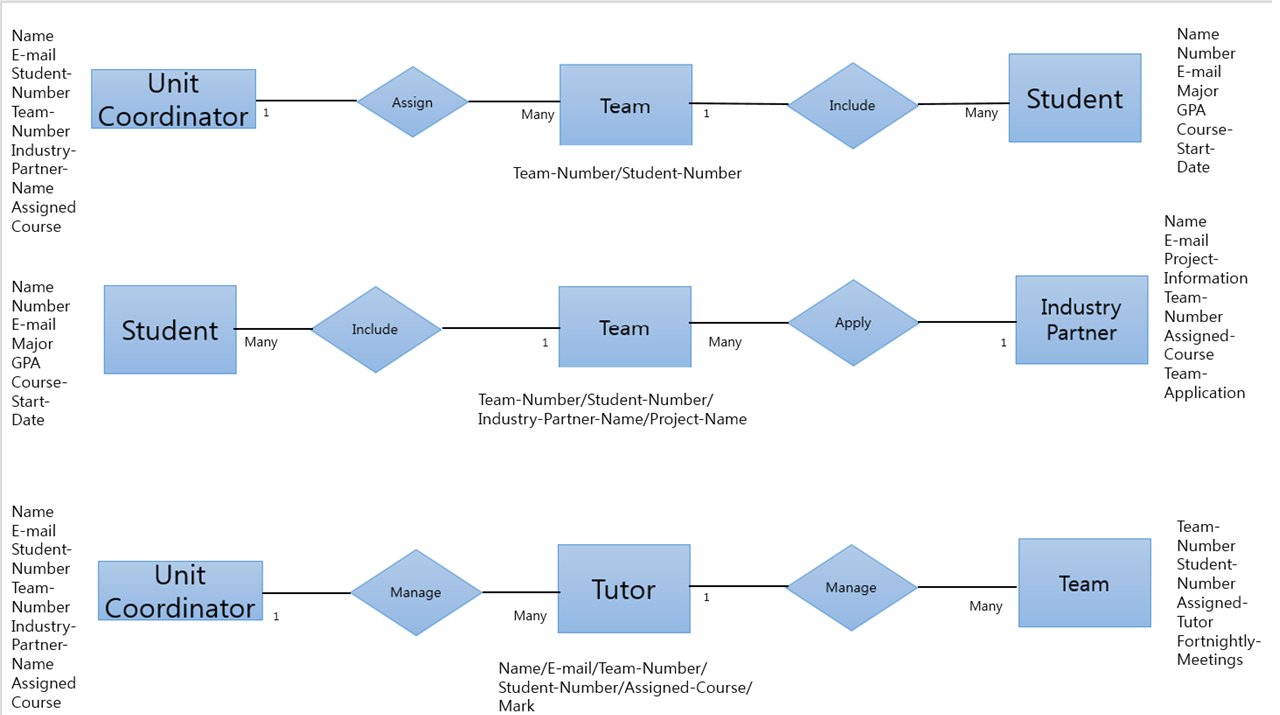 Name
E-mail
Student-
Number
Team-
Number
Industry-
Partner-
Name
Assigned
Course
Unit
Coordinator
1
Assign
Many
Team
1
Include
Many
Student
Name
Number
E-mail
Major
GPA
Course-
Start-
Date
Team-Number/Student-Number
Name
Number
E-mail
Major
GPA
Course-
Start-
Date
Student
Many
Include
1
Team
Many
Apply
1
Industry
Partner
Name
E-mail
Project-
Information
Team-
Number
Assigned-
Course
Team-
Application
Team-Number/Student-Number/
Industry-Partner-Name/Project-Name
Name
E-mail
Student-
Number
Team-
Number
Industry-
Partner-
Name
Assigned
Course
Unit
Coordinator
1
Manage
Many
Tutor
1
Manage
Many
Team
Team-
Number
Student-
Number
Assigned-
Tutor
Fortnightly-
Meetings
Name/E-mail/Team-Number/
Student-Number/Assigned-Course/
Mark